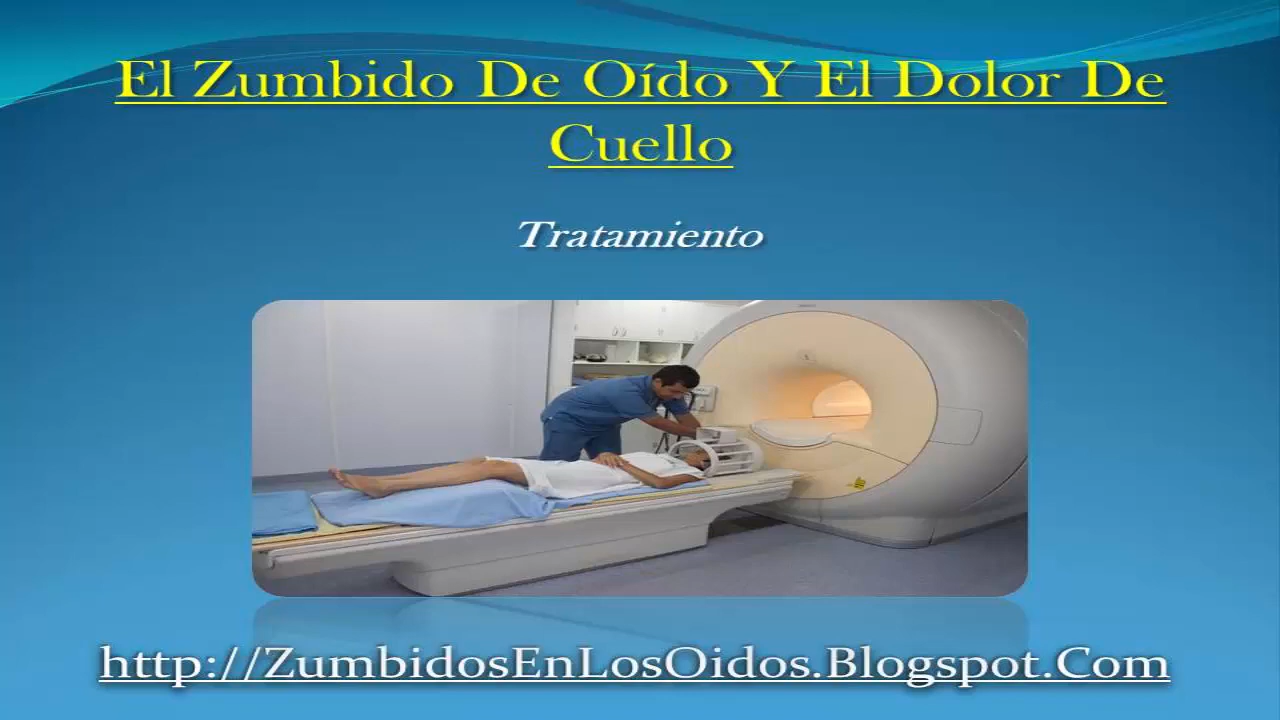 El Zumbido De Oído Y El Dolor De
Cuello
Tratamiento
http://ZumbidosEnLosOidos.Blogspot.Com